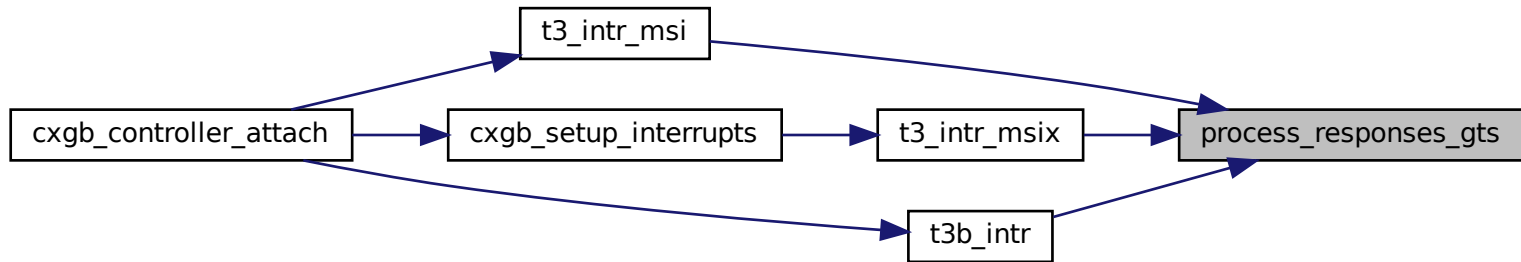 t3_intr_msi
cxgb_controller_attach
cxgb_setup_interrupts
t3_intr_msix
process_responses_gts
t3b_intr